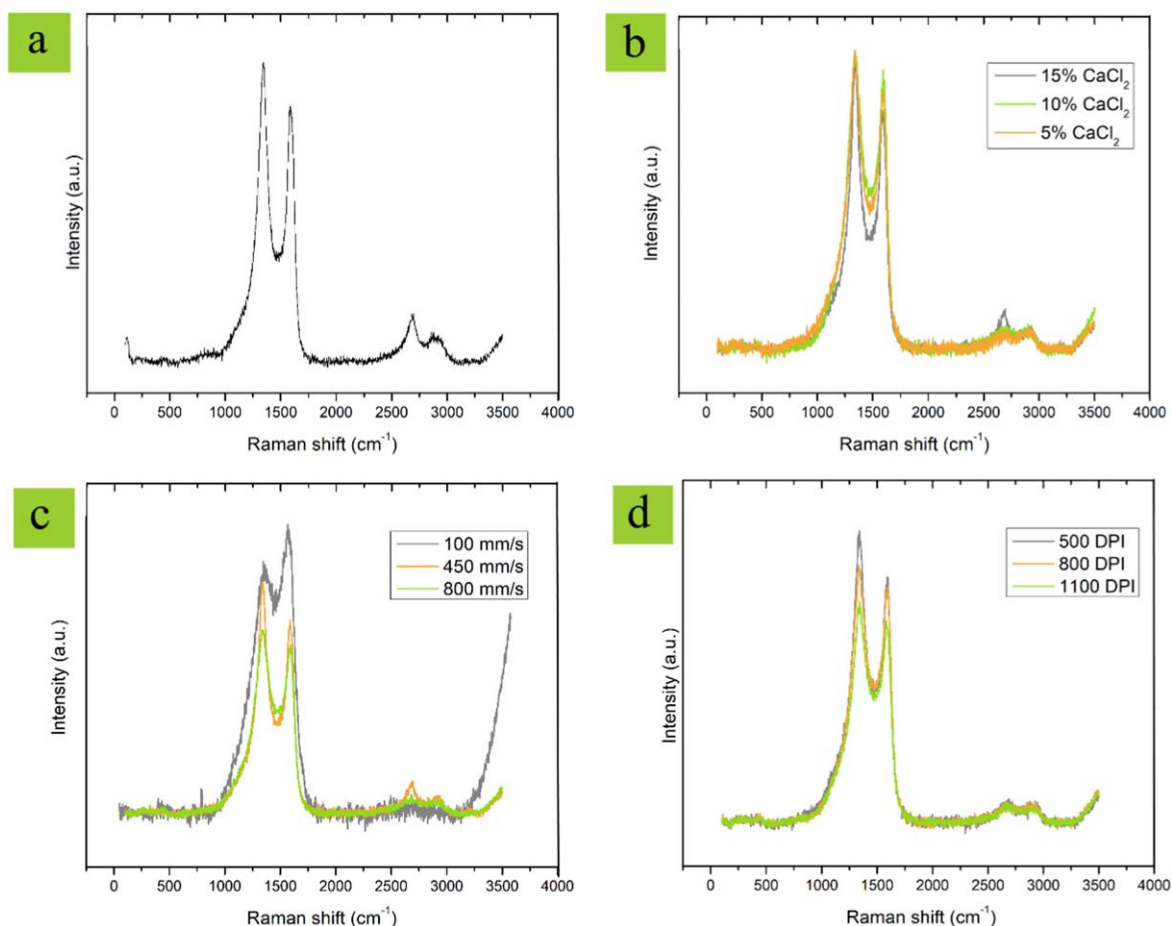 a
Intensity (a.u.)
0 500 1000 1500 2000 2500 3000 3500 4000
Raman shift (cm⁻¹)
b
15% CaCl₂
10% CaCl₂
5% CaCl₂
Intensity (a.u.)
0 500 1000 1500 2000 2500 3000 3500 4000
Raman shift (cm⁻¹)
c
100 mm/s
450 mm/s
800 mm/s
Intensity (a.u.)
0 500 1000 1500 2000 2500 3000 3500 4000
Raman shift (cm⁻¹)
d
500 DPI
800 DPI
1100 DPI
Intensity (a.u.)
0 500 1000 1500 2000 2500 3000 3500 4000
Raman shift (cm⁻¹)